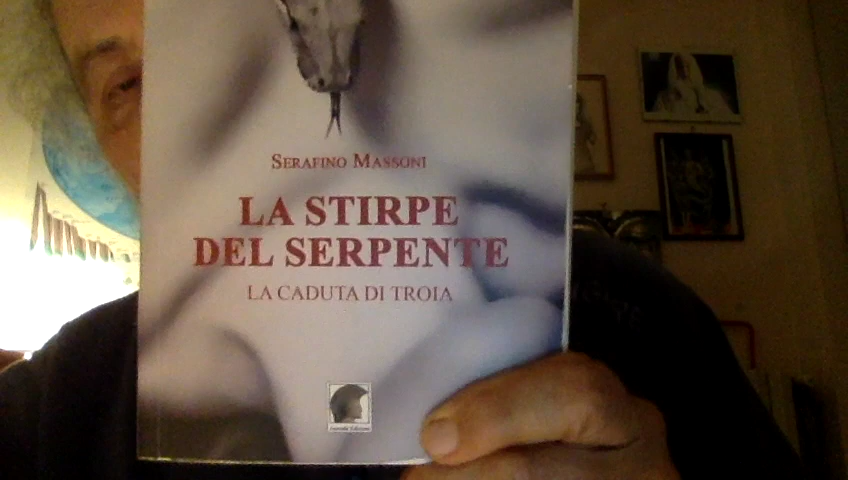 SERAFINO MASSONI
LA STIRPE
DEL SERPENTE
LA CADUTA DI TROIA